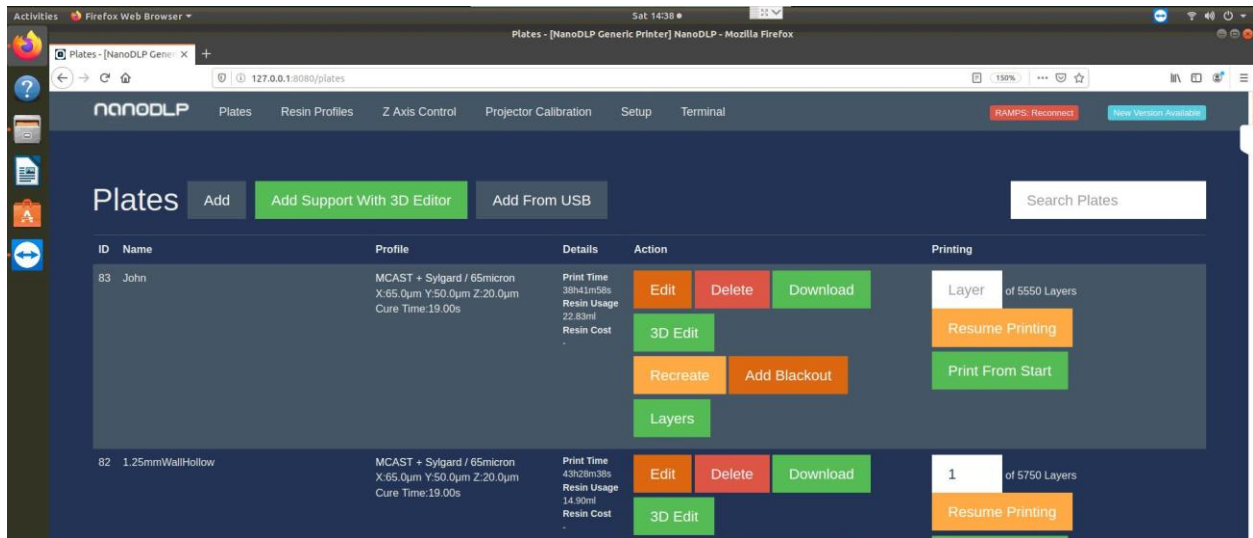 Activities Firefox Web Browser Sat 14:38
Plates - [NanoDLP Generic Printer] NanoDLP - Mozilla Firefox
Plates - [NanoDLP Gener
127.0.0.1:8080/plates 150%
nanoDLP Plates Resin Profiles Z Axis Control Projector Calibration Setup Terminal RAMPS: Reconnect New Version Available
Plates Add Add Support With 3D Editor Add From USB Search Plates
ID Name Profile Details Action Printing
83 John
MCAST + Sylgard / 65micron
X:65.0µm Y:50.0µm Z:20.0µm
Cure Time:19.00s
Print Time
38h41m58s
Resin Usage
22.83ml
Resin Cost
-
Edit Delete Download
3D Edit
Recreate Add Blackout
Layers
Layer of 5550 Layers
Resume Printing
Print From Start
82 1.25mmWallHollow
MCAST + Sylgard / 65micron
X:65.0µm Y:50.0µm Z:20.0µm
Cure Time:19.00s
Print Time
43h28m38s
Resin Usage
14.90ml
Resin Cost
-
Edit Delete Download
3D Edit
1 of 5750 Layers
Resume Printing